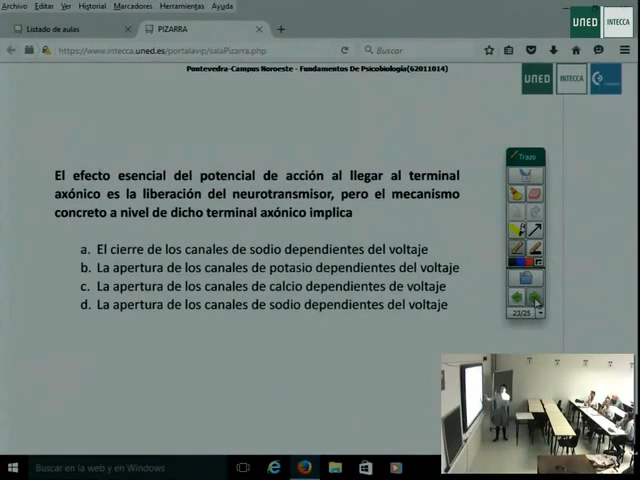 Archivo Editar Ver Historial Marcadores Herramientas Ayuda
Listado de aulas
PIZARRA
https://www.intecca.uned.es/portalavip/salaPizarra.php
Buscar
UNED INTECCA
Pontevedra-Campus Noroeste - Fundamentos De Psicobiología(62011014)
UNED INTECCA
Trazo
El efecto esencial del potencial de acción al llegar al terminal
axónico es la liberación del neurotransmisor, pero el mecanismo
concreto a nivel de dicho terminal axónico implica
a. El cierre de los canales de sodio dependientes del voltaje
b. La apertura de los canales de potasio dependientes del voltaje
c. La apertura de los canales de calcio dependientes de voltaje
d. La apertura de los canales de sodio dependientes del voltaje
23/25
Buscar en la web y en Windows